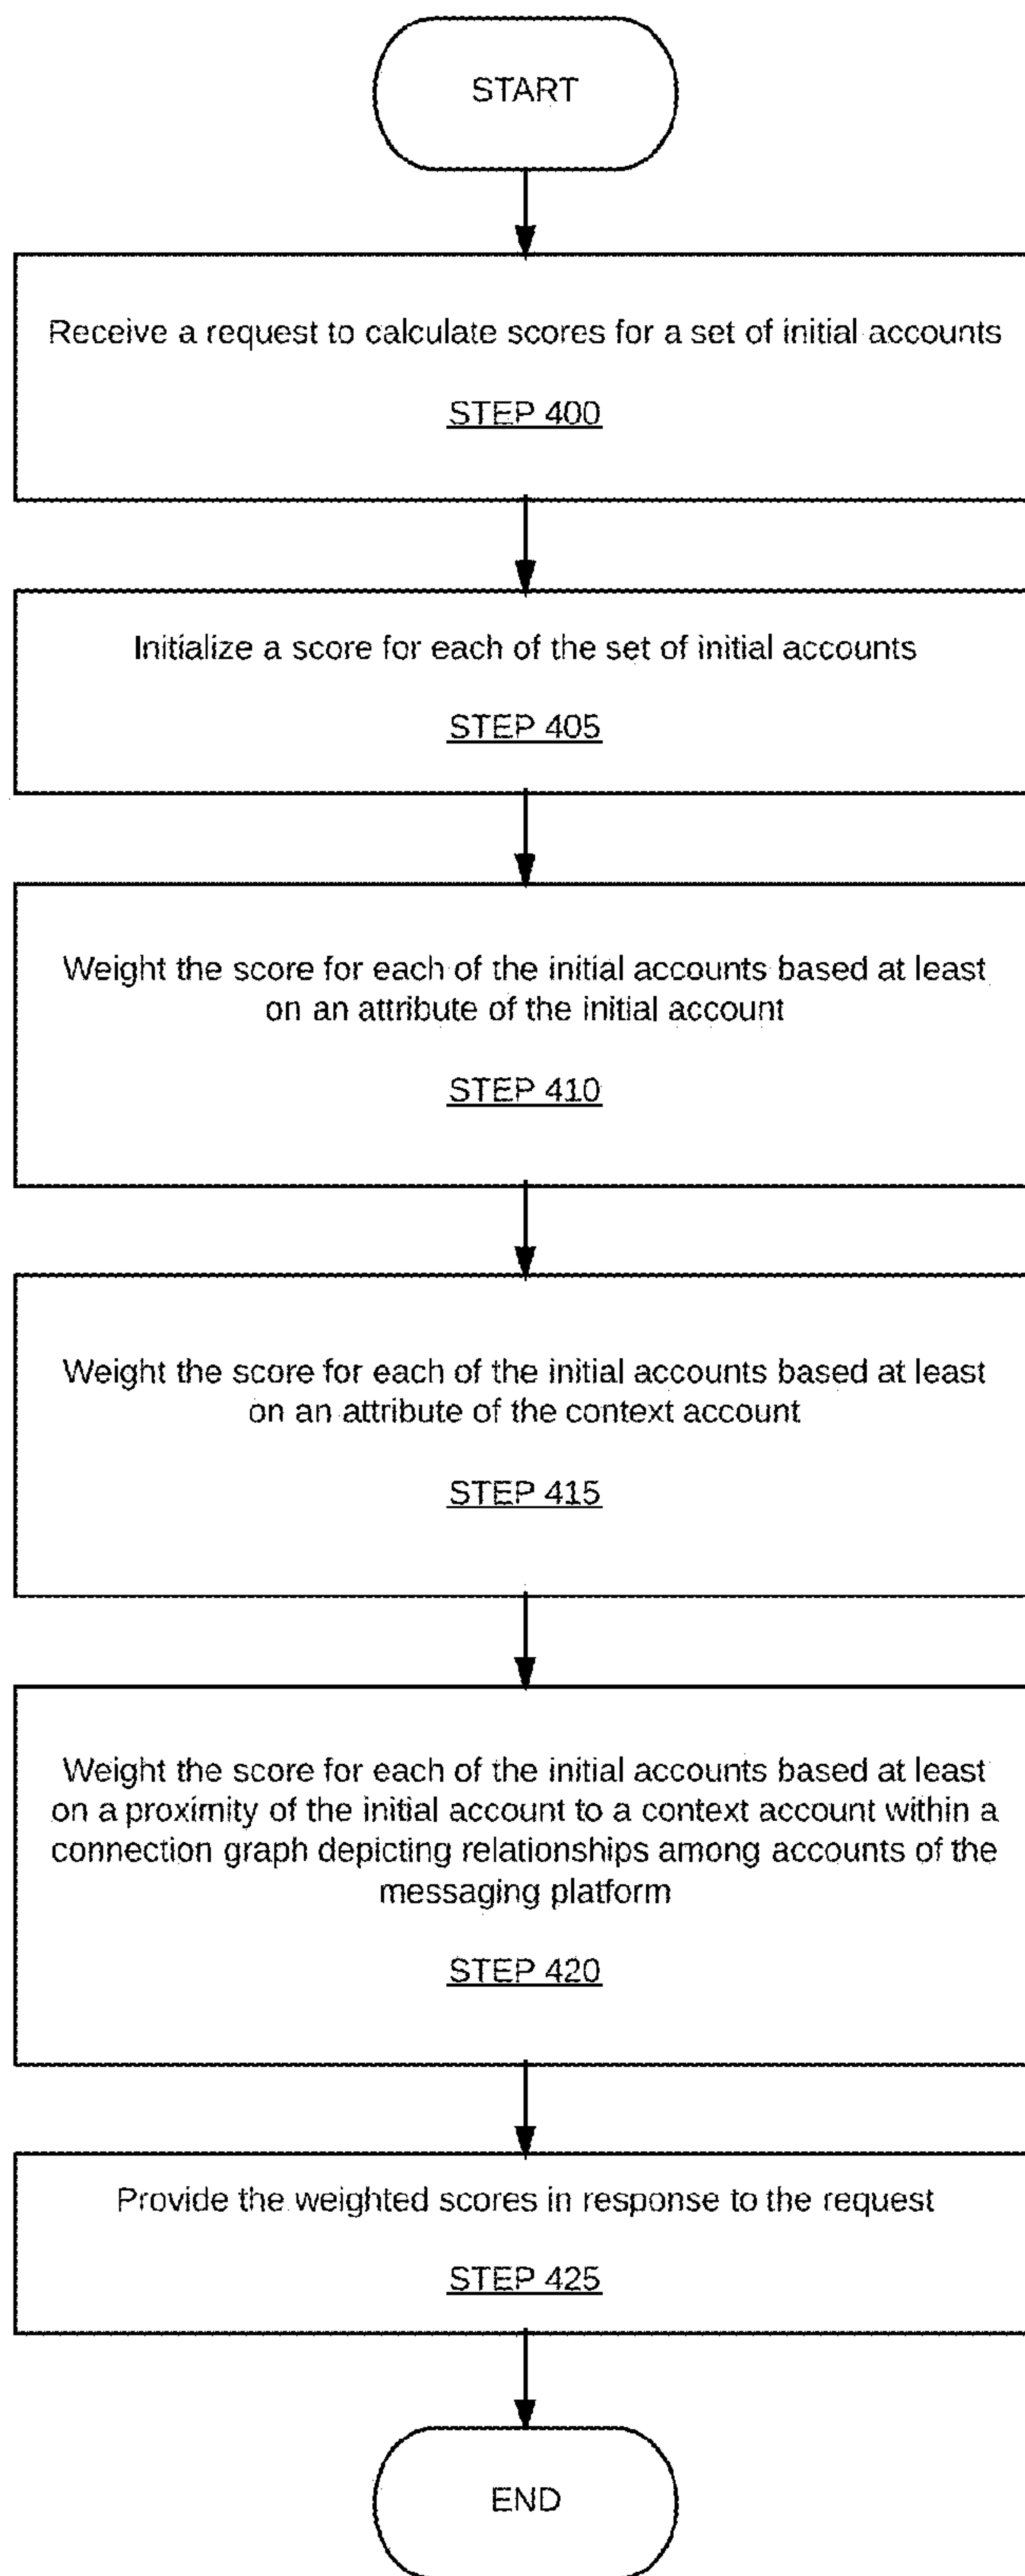 START
Receive a request to calculate scores for a set of initial accounts
STEP 400
Initialize a score for each of the set of initial accounts
STEP 405
Weight the score for each of the initial accounts based at least
on an attribute of the initial account
STEP 410
Weight the score for each of the initial accounts based at least
on an attribute of the context account
STEP 415
Weight the score for each of the initial accounts based at least
on a proximity of the initial account to a context account within a
connection graph depicting relationships among accounts of the
messaging platform
STEP 420
Provide the weighted scores in response to the request
STEP 425
END